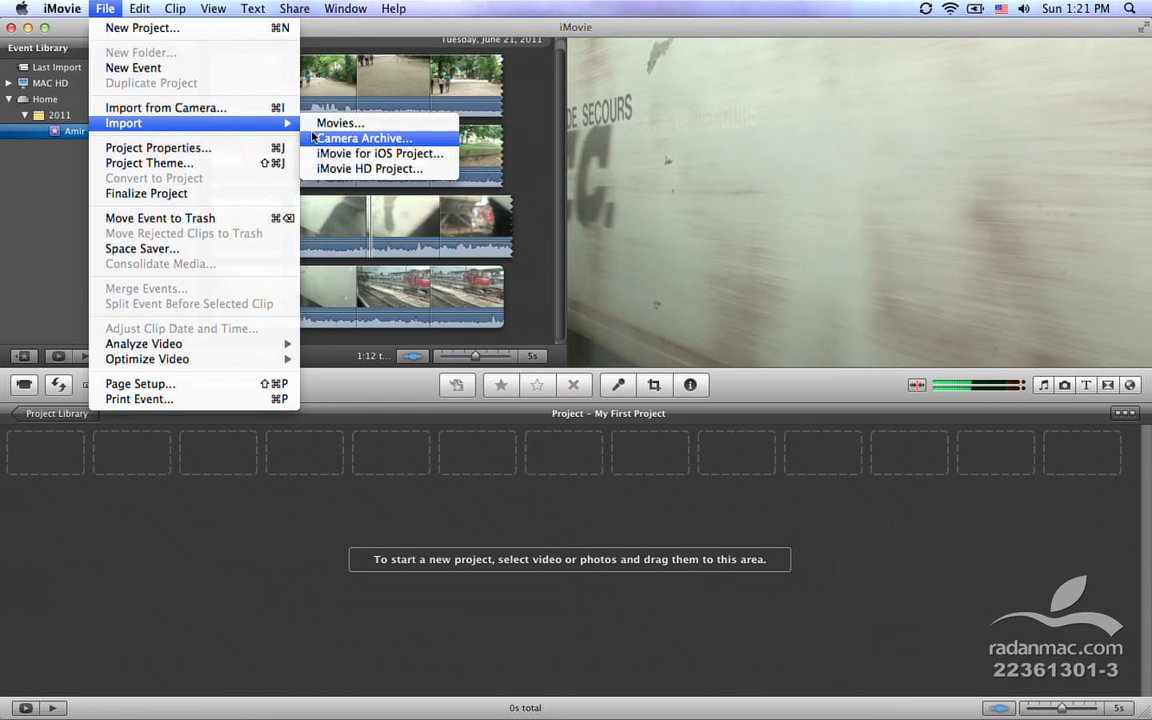 iMovie File Edit Clip View Text Share Window Help Sun 1:21 PM
iMovie
Event Library
Last Import
MAC HD
Home
2011
Amir
New Project... ⌘N
New Folder...
New Event
Duplicate Project
Import from Camera... ⌘I
Import
Project Properties... ⌘J
Project Theme... ⇧⌘J
Convert to Project
Finalize Project
Move Event to Trash ⌘⌫
Move Rejected Clips to Trash
Space Saver...
Consolidate Media...
Merge Events...
Split Event Before Selected Clip
Adjust Clip Date and Time...
Analyze Video
Optimize Video
Page Setup... ⇧⌘P
Print Event... ⌘P
Movies...
Camera Archive...
iMovie for iOS Project...
iMovie HD Project...
Tuesday, June 21, 2011
DE SECOURS
C.
1:12 t... 5s
Project Library
Project – My First Project
To start a new project, select video or photos and drag them to this area.
radanmac.com
22361301-3
0s total
5s